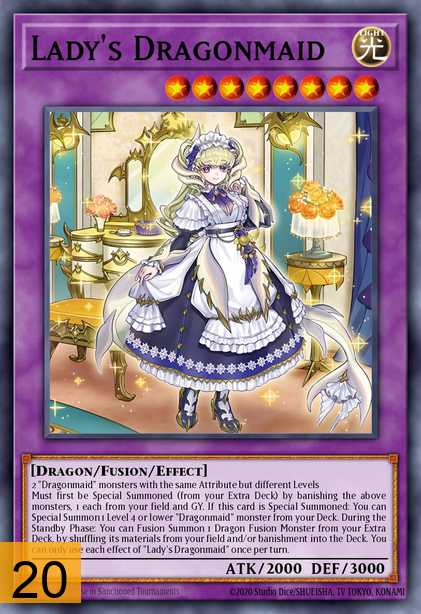 LADY'S DRAGONMAID
LIGHT
光
[DRAGON/FUSION/EFFECT]
2 "Dragonmaid" monsters with the same Attribute but different Levels
Must first be Special Summoned (from your Extra Deck) by banishing the above
monsters, 1 each from your field and GY. If this card is Special Summoned: You can
Special Summon 1 Level 4 or lower "Dragonmaid" monster from your Deck. During the
Standby Phase: You can Fusion Summon 1 Dragon Fusion Monster from your Extra
Deck, by shuffling its materials from your field and/or banishment into the Deck. You
can only use each effect of "Lady's Dragonmaid" once per turn.
ATK/2000 DEF/3000
20
Use in Sanctioned Tournaments
©2020 Studio Dice/SHUEISHA, TV TOKYO, KONAMI